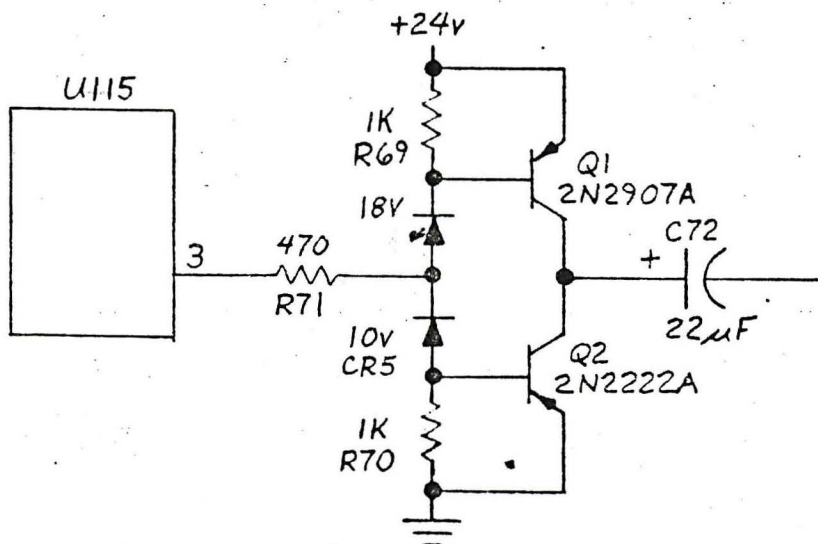 +24v
U115
1K
R69
Q1
2N2907A
18V
C72
+
3
470
R71
22µF
10v
CR5
Q2
2N2222A
1K
R70